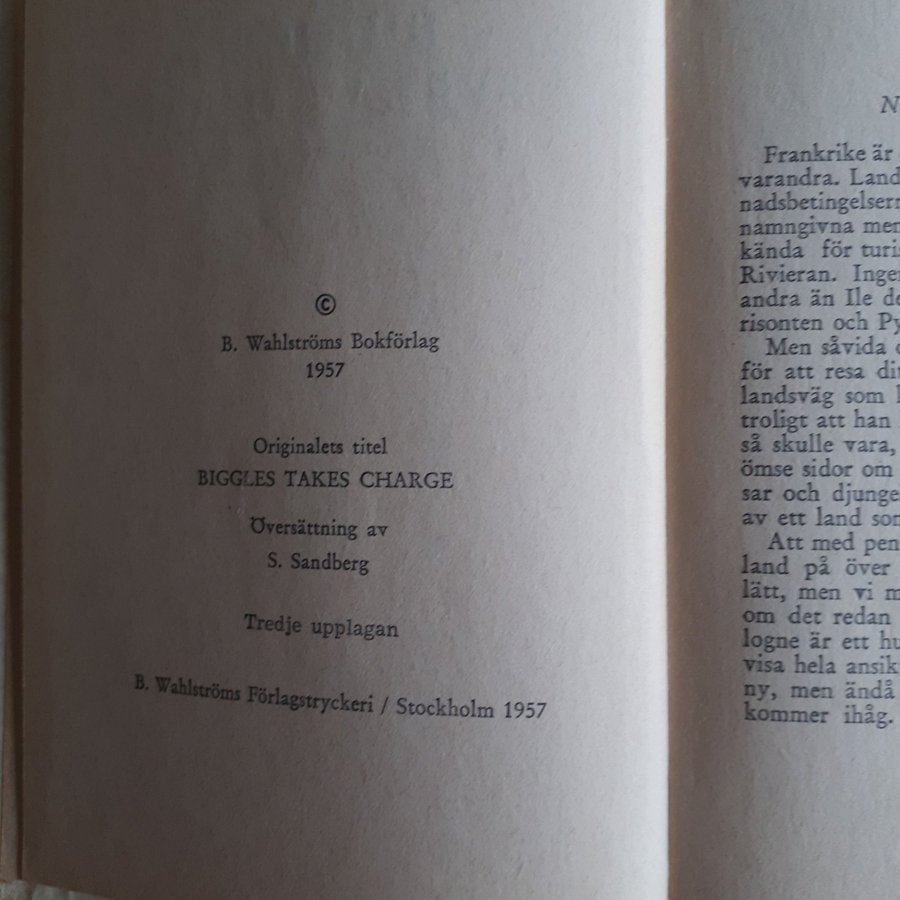 ©
B. Wahlströms Bokförlag
1957
Originalets titel
BIGGLES TAKES CHARGE
Översättning av
S. Sandberg
Tredje upplagan
B. Wahlströms Förlagstryckeri / Stockholm 1957
N
Frankrike är
varandra. Land
nadsbetingelsern
namngivna men
kända för turis
Rivieran. Inge
andra än Ile de
risonten och Py
Men såvida
för att resa dit
landsväg som
troligt att han
så skulle vara,
ömse sidor om
sar och djunge
av ett land son
Att med pen
land på över
lätt, men vi m
om det redan
logne är ett hu
visa hela ansik
ny, men ändå
kommer ihåg.